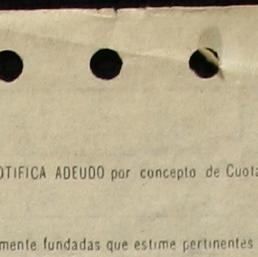 OTIFICA ADEUDO por concepto de Cuota
mente fundadas que estime pertinentes